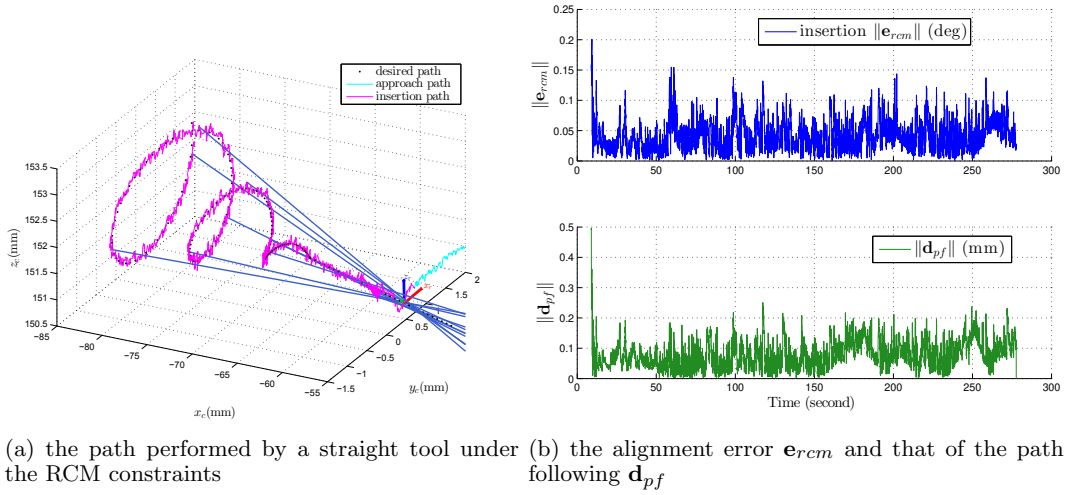 desired path
approach path
insertion path
153.5
153
152.5
152
151.5
151
150.5
z_c(mm)
−85
−80
−75
−70
−65
−60
−55
x_c(mm)
−1.5
−1
−0.5
0
0.5
1
1.5
2
y_c(mm)
0.25
0.2
0.15
0.1
0.05
0
‖e_rcm‖
insertion ‖e_rcm‖ (deg)
0 50 100 150 200 250 300
0.5
0.4
0.3
0.2
0.1
0
‖d_pf‖
‖d_pf‖ (mm)
0 50 100 150 200 250 300
Time (second)
(a) the path performed by a straight tool under
the RCM constraints
(b) the alignment error e_rcm and that of the path
following d_pf